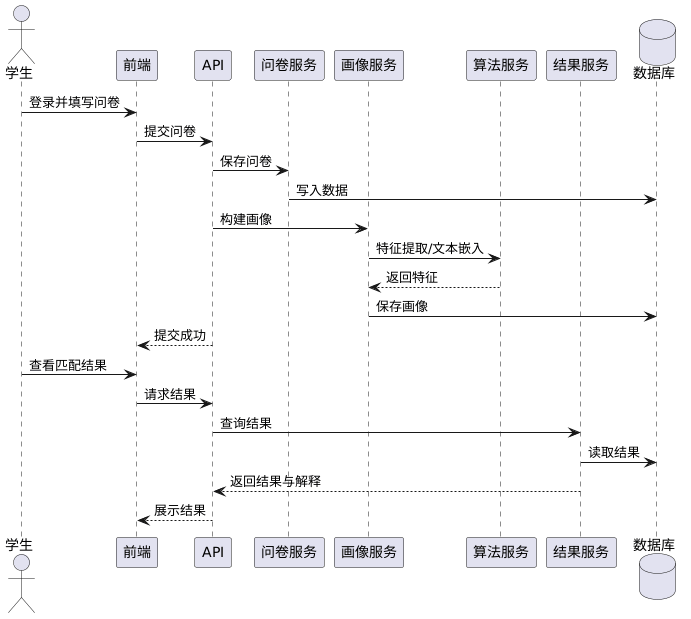 学生
前端
API
问卷服务
画像服务
算法服务
结果服务
数据库
登录并填写问卷
提交问卷
保存问卷
写入数据
构建画像
特征提取/文本嵌入
返回特征
保存画像
提交成功
查看匹配结果
请求结果
查询结果
读取结果
返回结果与解释
展示结果
学生
前端
API
问卷服务
画像服务
算法服务
结果服务
数据库